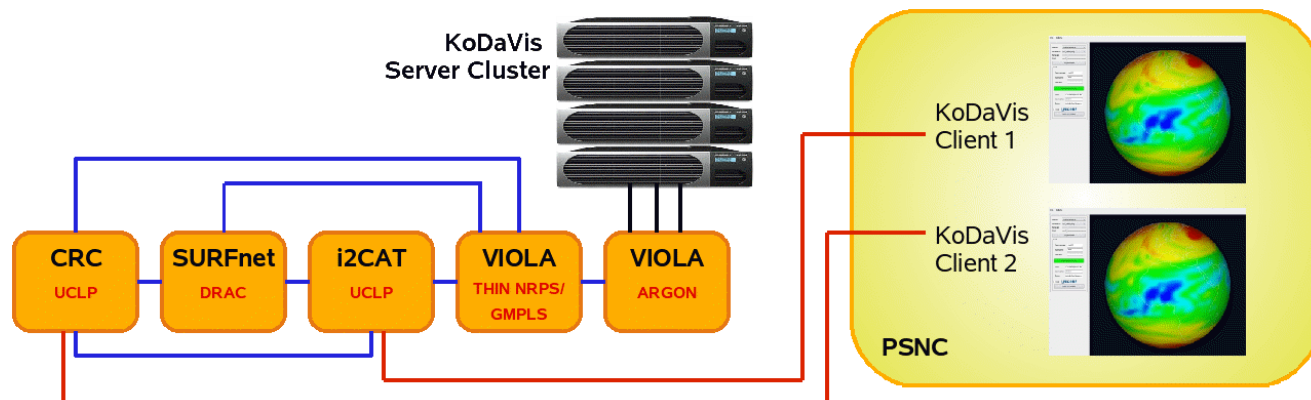 KoDaVis
Server Cluster
KoDaVis
Client 1
KoDaVis
Client 2
PSNC
CRC
UCLP
SURFnet
DRAC
i2CAT
UCLP
VIOLA
THIN NRPS/
GMPLS
VIOLA
ARGON